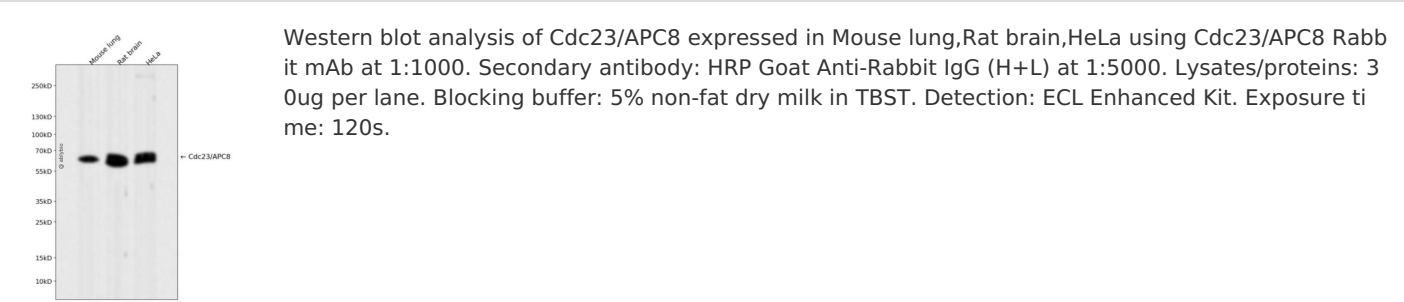 Mouse lung
Rat brain
HeLa
250kD
130kD
100kD
70kD
55kD
35kD
25kD
15kD
10kD
© abybio
← Cdc23/APC8
Western blot analysis of Cdc23/APC8 expressed in Mouse lung,Rat brain,HeLa using Cdc23/APC8 Rabb
it mAb at 1:1000. Secondary antibody: HRP Goat Anti-Rabbit IgG (H+L) at 1:5000. Lysates/proteins: 3
0ug per lane. Blocking buffer: 5% non-fat dry milk in TBST. Detection: ECL Enhanced Kit. Exposure ti
me: 120s.